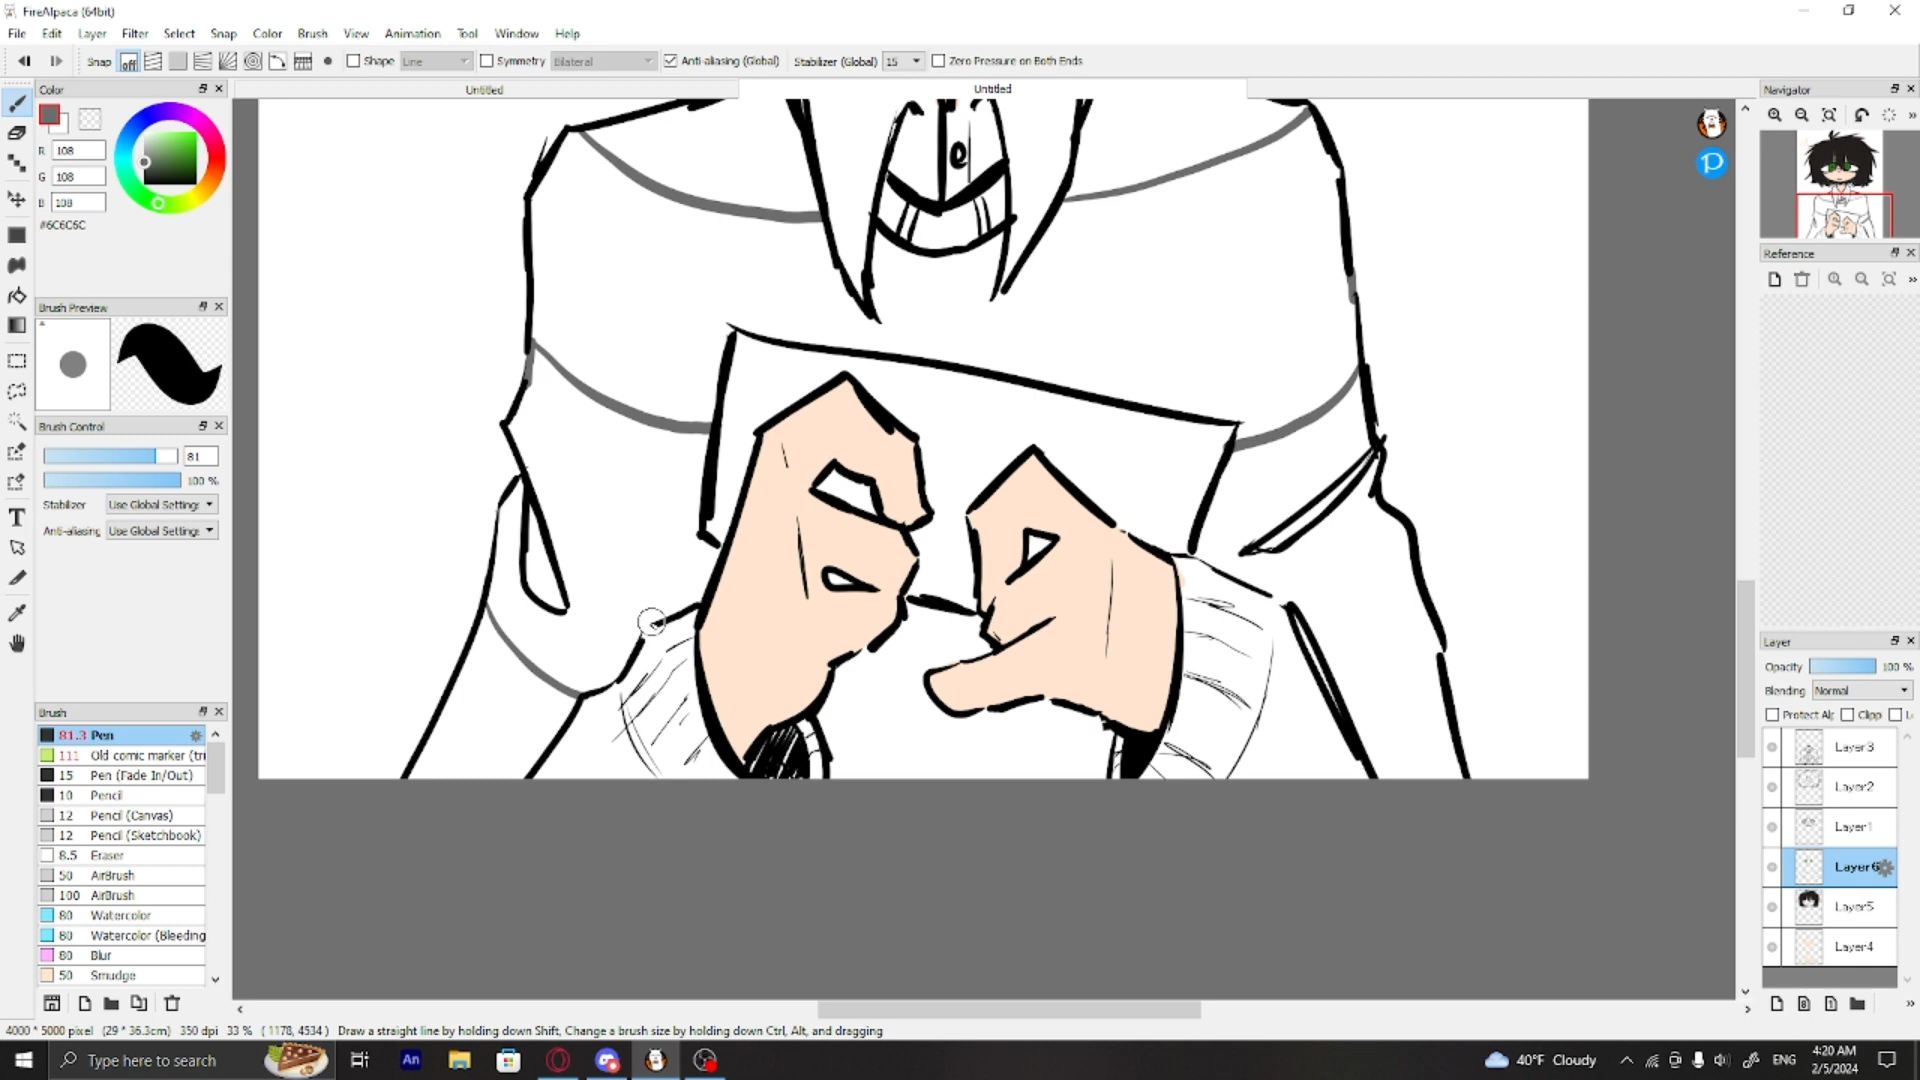 FireAlpaca (64bit)
File Edit Layer Filter Select Snap Color Brush View Animation Tool Window Help
Snap off Shape Line Symmetry Bilateral Anti-aliasing (Global) Stabilizer (Global) 15 Zero Pressure on Both Ends
Color
Untitled
Untitled
Navigator
R 108
G 108
B 108
#6C6C6C
Reference
Brush Preview
Brush Control
81
100 %
Stabilizer Use Global Setting
Anti-aliasing Use Global Setting
Brush
81.3 Pen
111 Old comic marker (tri
15 Pen (Fade In/Out)
10 Pencil
12 Pencil (Canvas)
12 Pencil (Sketchbook)
8.5 Eraser
50 AirBrush
100 AirBrush
80 Watercolor
80 Watercolor (Bleeding
80 Blur
50 Smudge
Layer
Opacity 100 %
Blending Normal
Protect Alp Clipp L
Layer3
Layer2
Layer1
Layer6
Layer5
Layer4
4000 * 5000 pixel (29 * 36.3cm) 350 dpi 33 % ( 1178, 4534 ) Draw a straight line by holding down Shift, Change a brush size by holding down Ctrl, Alt, and dragging
Type here to search
An
40°F Cloudy
ENG
4:20 AM
2/5/2024